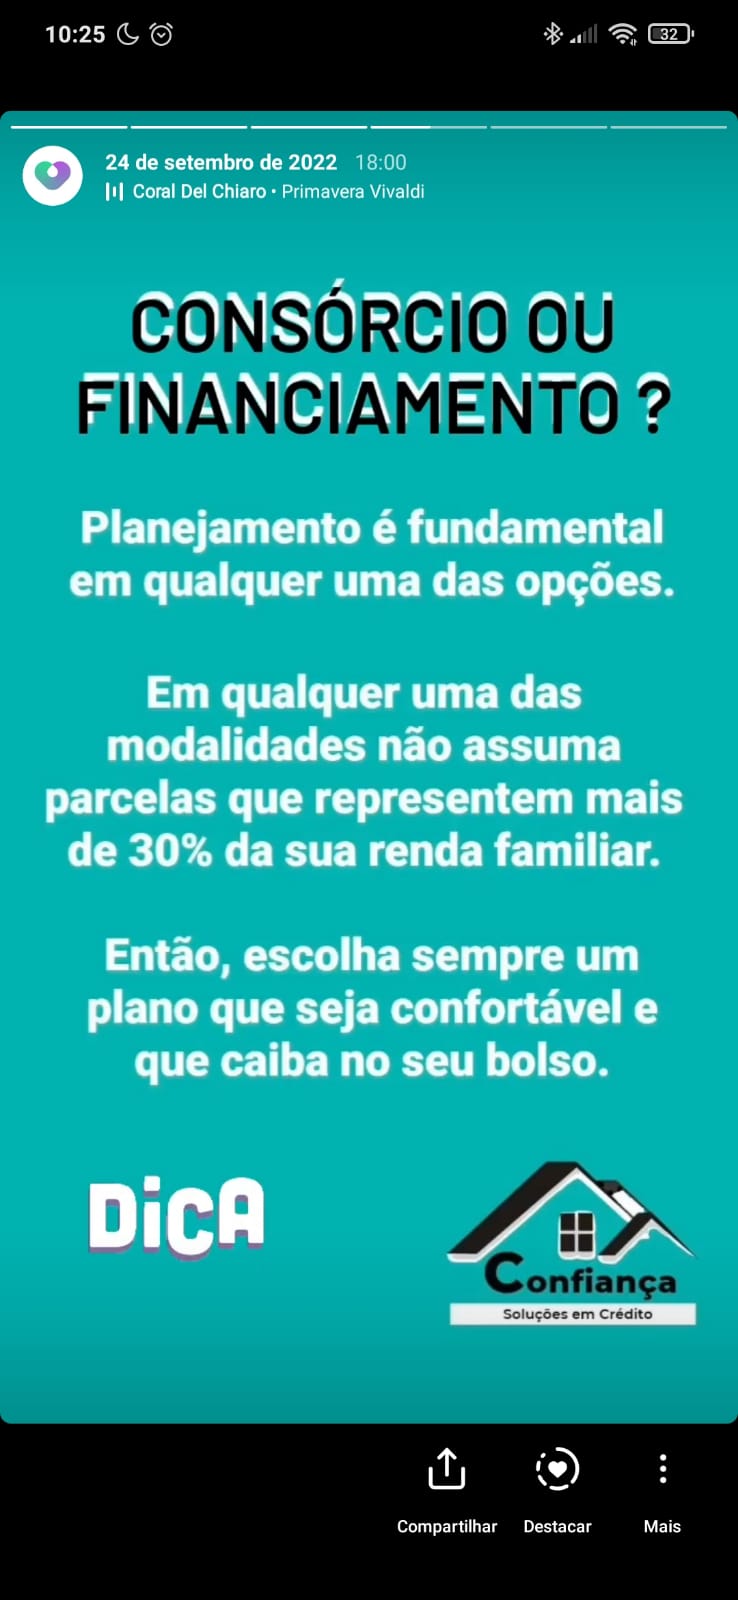 10:25
32
24 de setembro de 2022 18:00
Coral Del Chiaro • Primavera Vivaldi
CONSÓRCIO OU
FINANCIAMENTO ?
Planejamento é fundamental
em qualquer uma das opções.
Em qualquer uma das
modalidades não assuma
parcelas que representem mais
de 30% da sua renda familiar.
Então, escolha sempre um
plano que seja confortável e
que caiba no seu bolso.
DiCA
Confiança
Soluções em Crédito
Compartilhar Destacar Mais